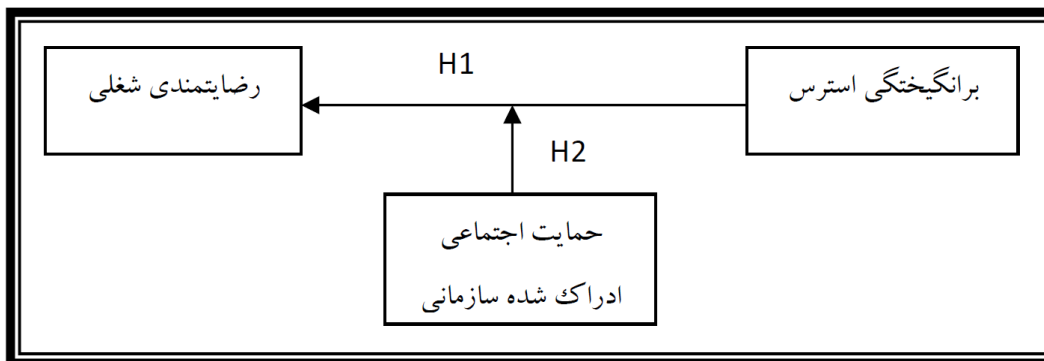 برانگیختگی استرس
H1
رضایتمندی شغلی
H2
حمایت اجتماعی
ادراک شده سازمانی